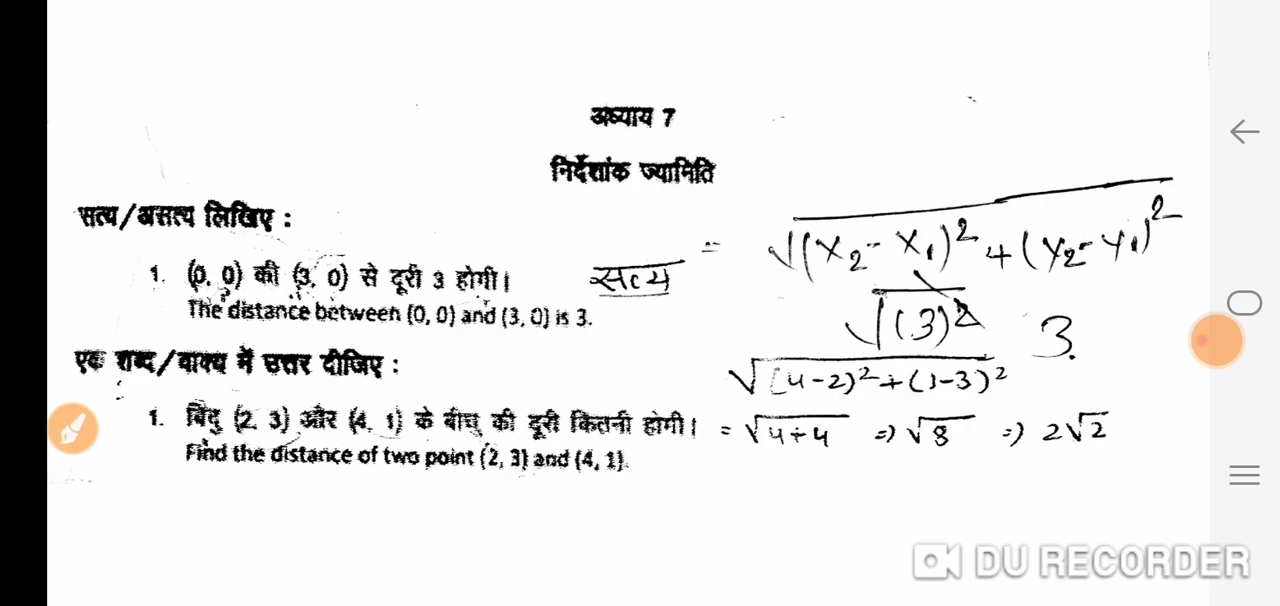 अध्याय 7
निर्देशांक ज्यामिति
सत्य/असत्य लिखिए :
= √(x₂ - x₁)² + (y₂ - y₁)²
1. (0, 0) की (3, 0) से दूरी 3 होगी। सत्य
√(3)² 3.
The distance between (0, 0) and (3, 0) is 3.
एक शब्द/वाक्य में उत्तर दीजिए :
√(4-2)²+(1-3)²
1. बिंदु (2, 3) और (4, 1) के बीच की दूरी कितनी होगी। = √4+4 => √8 => 2√2
Find the distance of two point (2, 3) and (4, 1).
DU RECORDER